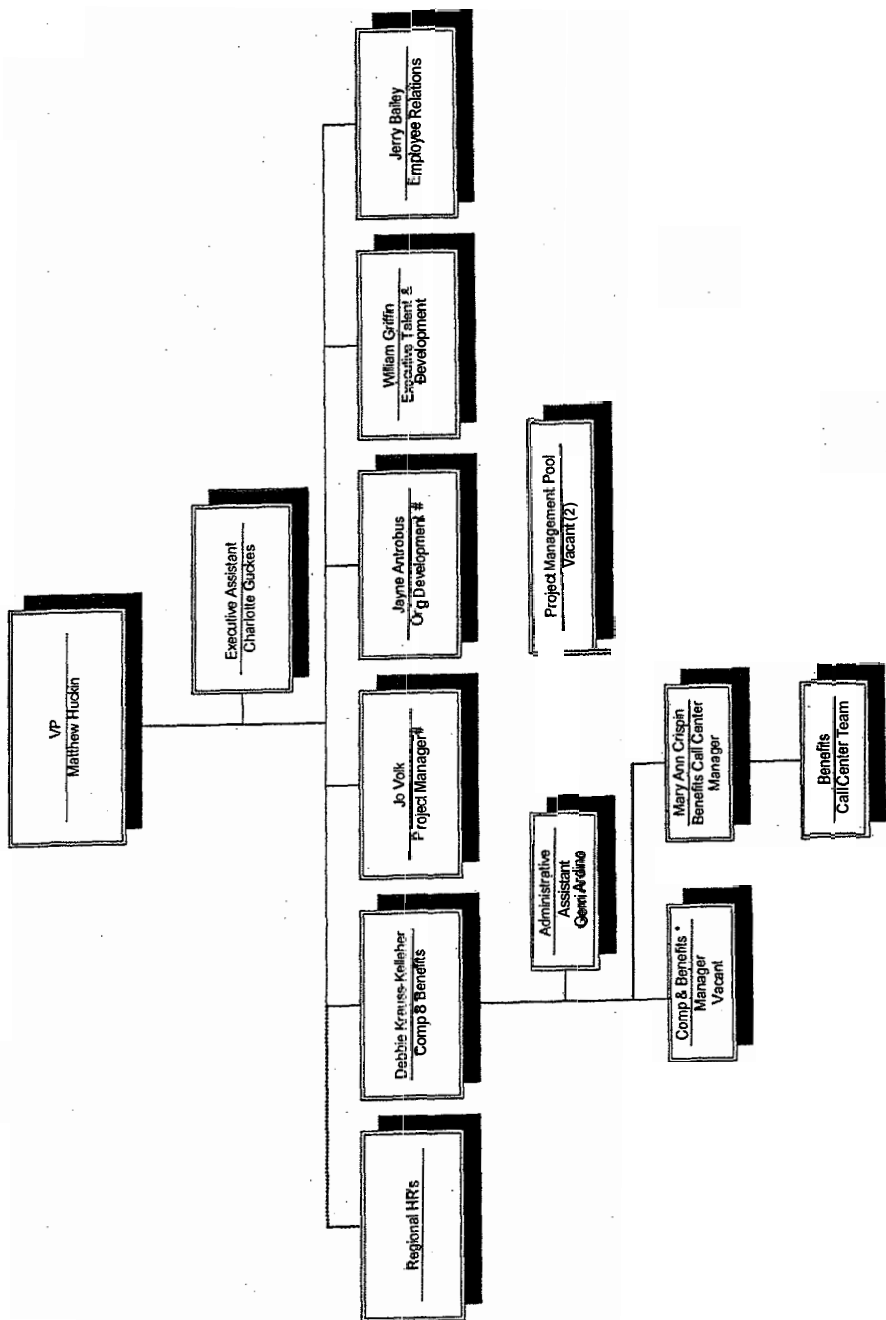 VP
Matthew Huckin
Executive Assistant
Charlotte Guckes
Regional HR's
Debbie Krauss-Kelleher
Comp & Benefits
Jo Volk
Project Manager#
Jayne Antrobus
Org Development #
William Griffin
Executive Talent &
Development
Jerry Bailey
Employee Relations
Administrative
Assistant
Ardino
Project Management Pool
Vacant (2)
Comp & Benefits *
Manager
Vacant
Mary Ann Crispin
Benefits Call Center
Manager
Benefits
Call Center Team